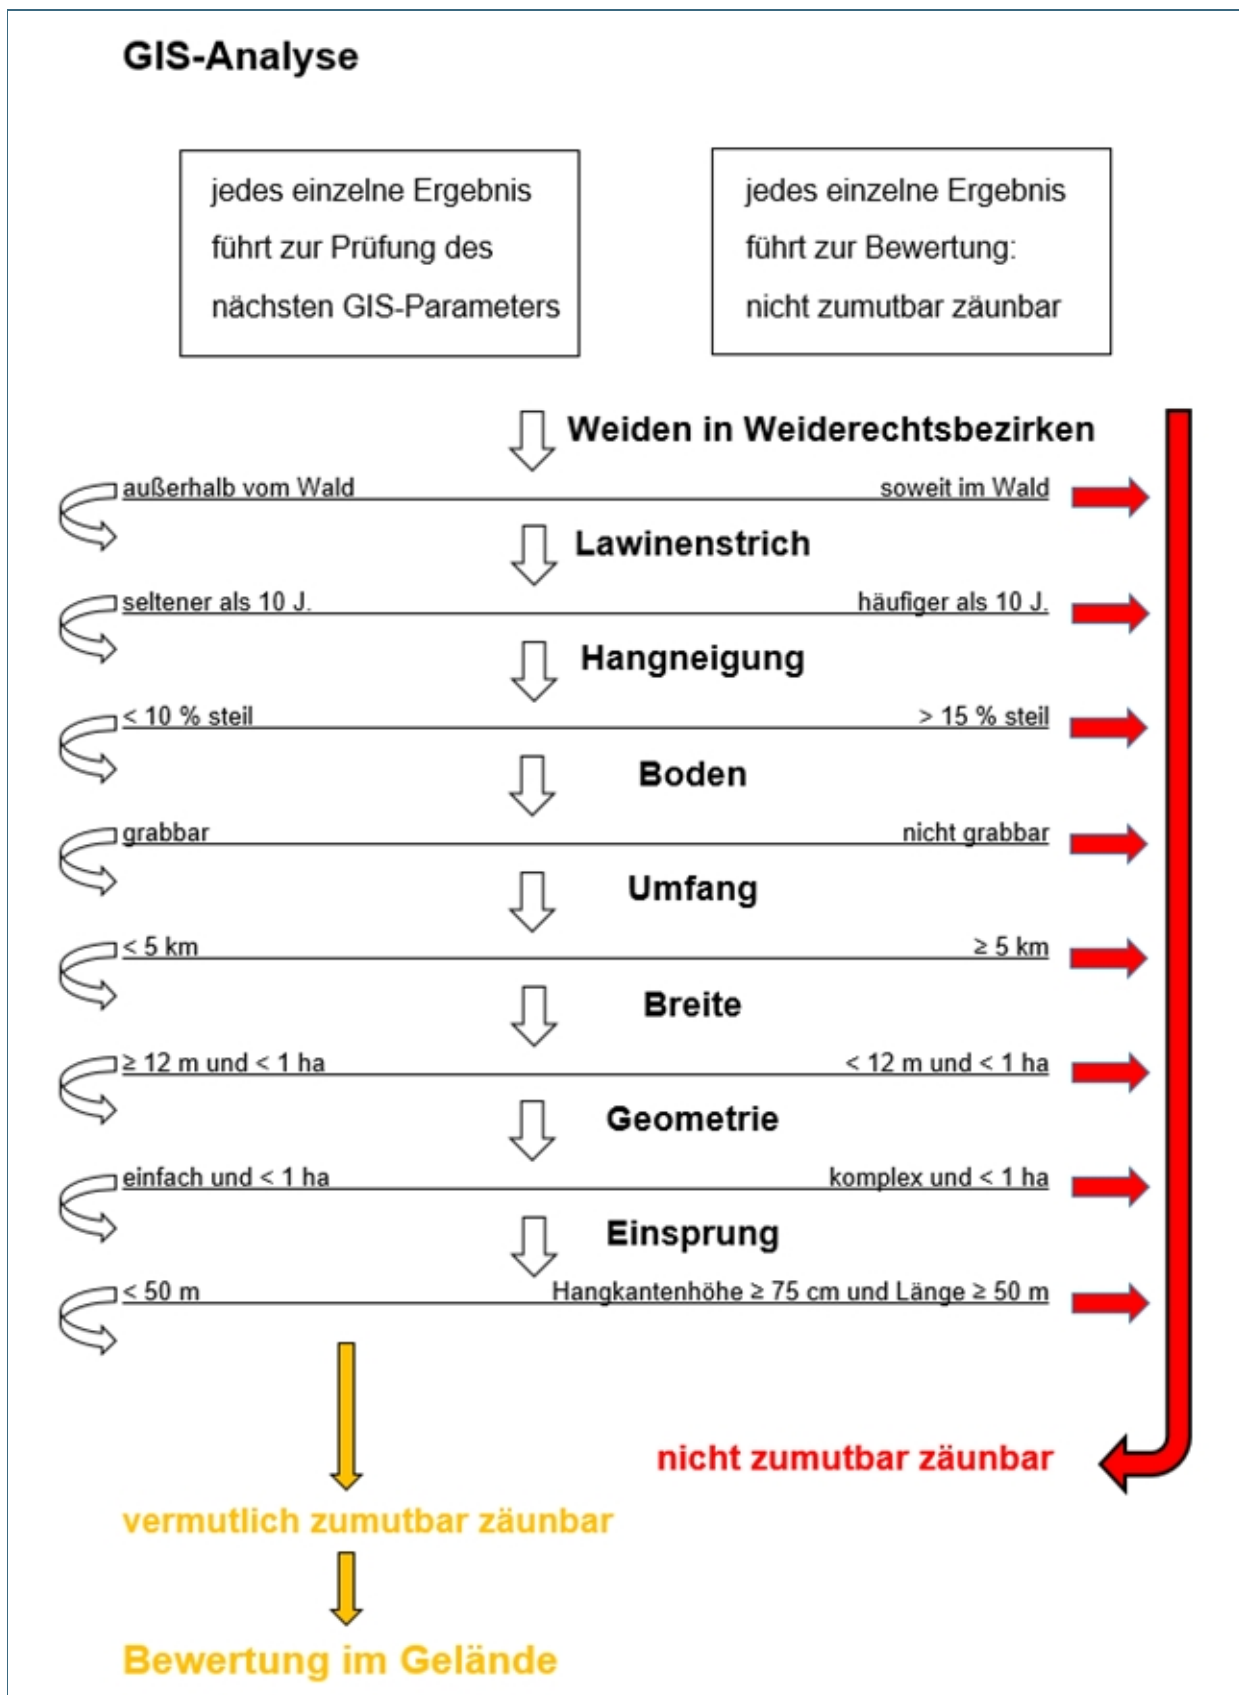 GIS-Analyse
jedes einzelne Ergebnis
führt zur Prüfung des
nächsten GIS-Parameters
jedes einzelne Ergebnis
führt zur Bewertung:
nicht zumutbar zäunbar
Weiden in Weiderechtsbezirken
außerhalb vom Wald
soweit im Wald
Lawinenstrich
seltener als 10 J.
häufiger als 10 J.
Hangneigung
< 10 % steil
> 15 % steil
Boden
grabbar
nicht grabbar
Umfang
< 5 km
≥ 5 km
Breite
≥ 12 m und < 1 ha
< 12 m und < 1 ha
Geometrie
einfach und < 1 ha
komplex und < 1 ha
Einsprung
< 50 m
Hangkantenhöhe ≥ 75 cm und Länge ≥ 50 m
nicht zumutbar zäunbar
vermutlich zumutbar zäunbar
Bewertung im Gelände